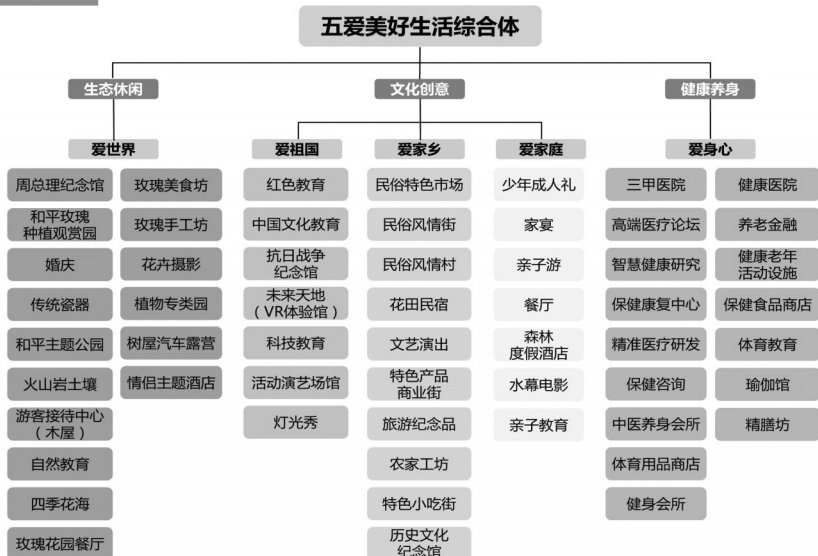 五爱美好生活综合体
生态休闲
文化创意
健康养身
爱世界
爱祖国
爱家乡
爱家庭
爱身心
周总理纪念馆
和平玫瑰
种植观赏园
婚庆
传统瓷器
和平主题公园
火山岩土壤
游客接待中心
（木屋）
自然教育
四季花海
玫瑰花园餐厅
玫瑰美食坊
玫瑰手工坊
花卉摄影
植物专类园
树屋汽车露营
情侣主题酒店
红色教育
中国文化教育
抗日战争
纪念馆
未来天地
（VR体验馆）
科技教育
活动演艺场馆
灯光秀
民俗特色市场
民俗风情街
民俗风情村
花田民宿
文艺演出
特色产品
商业街
旅游纪念品
农家工坊
特色小吃街
历史文化
纪念馆
少年成人礼
家宴
亲子游
餐厅
森林
度假酒店
水幕电影
亲子教育
三甲医院
高端医疗论坛
智慧健康研究
保健康复中心
精准医疗研发
保健咨询
中医养身会所
体育用品商店
健身会所
健康医院
养老金融
健康老年
活动设施
保健食品商店
体育教育
瑜伽馆
精膳坊